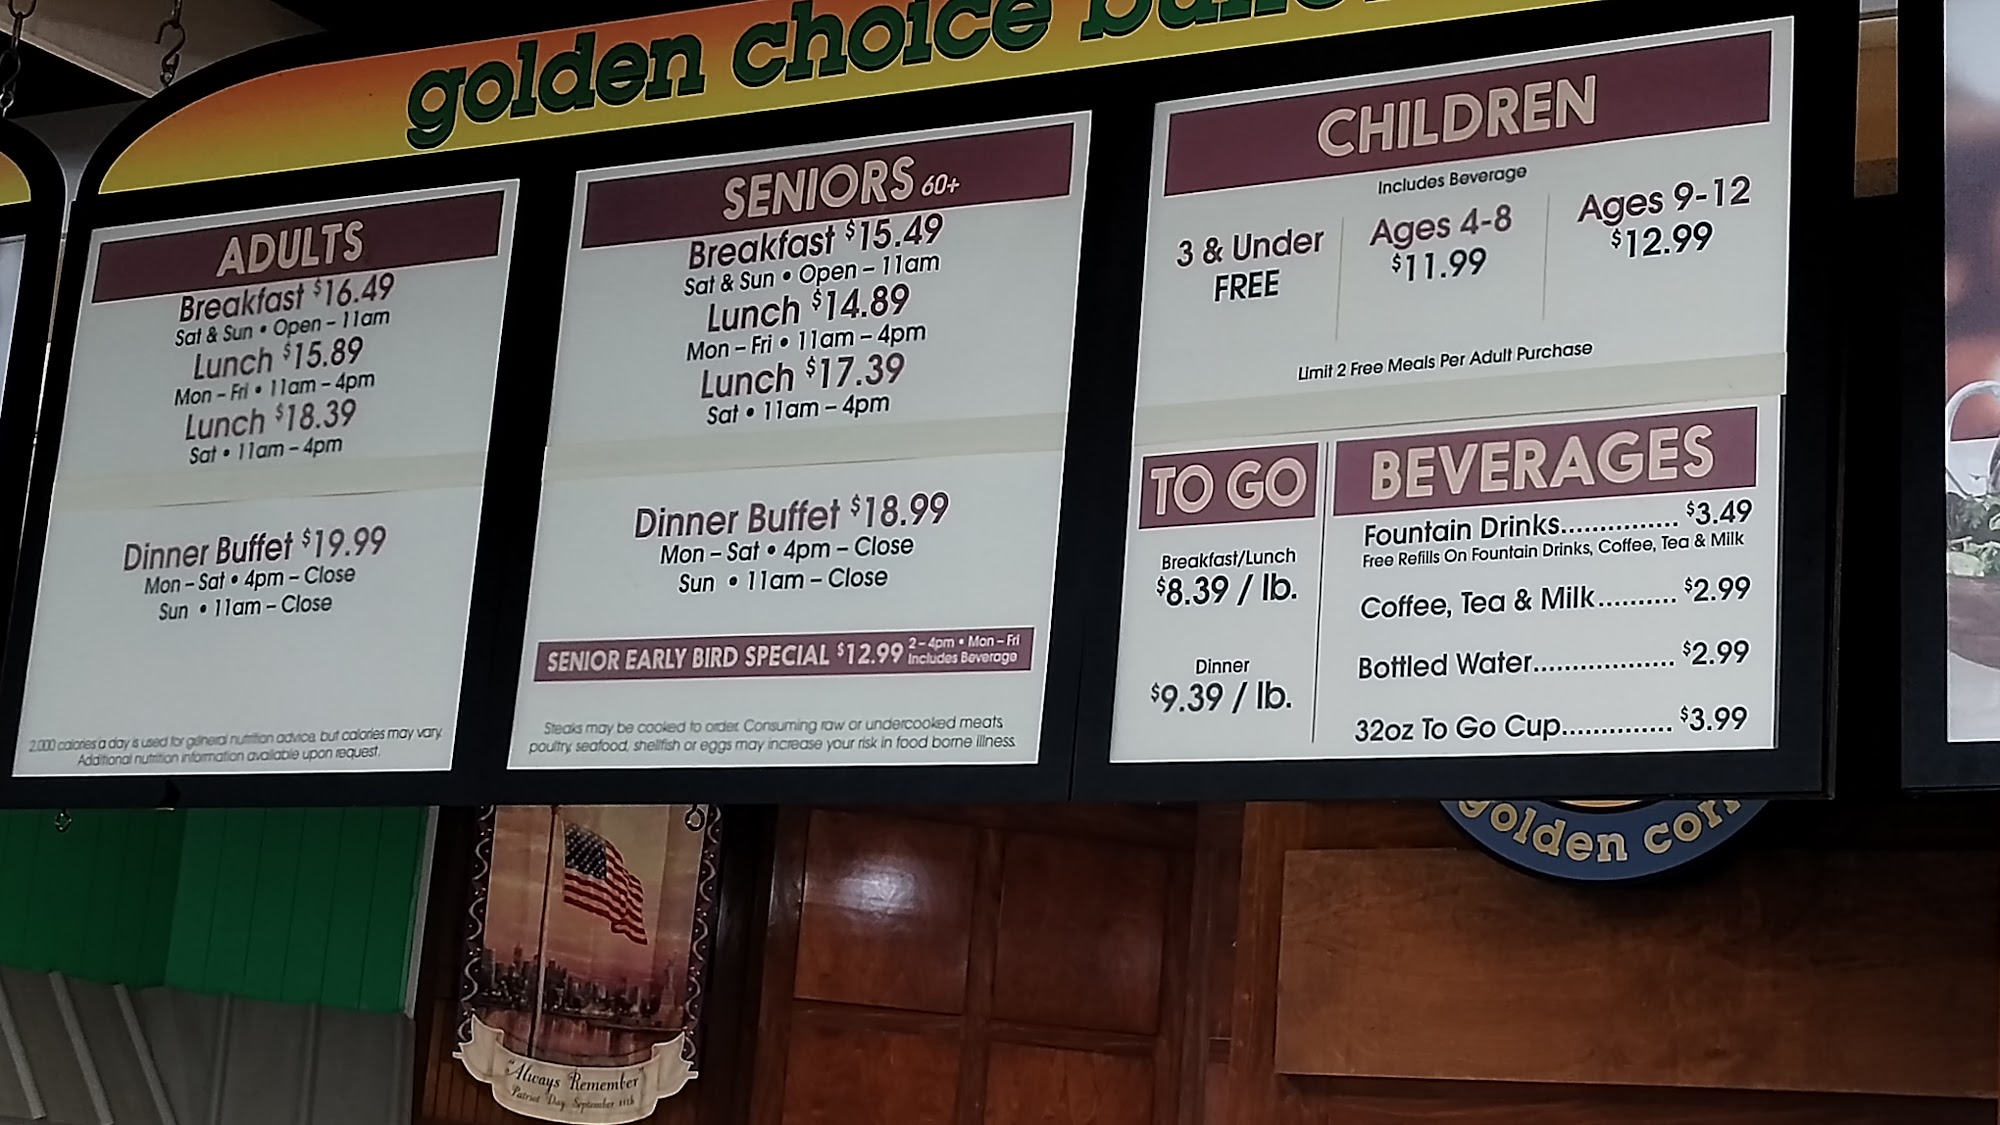 golden choice
ADULTS
Breakfast $16.49
Sat & Sun • Open – 11am
Lunch $15.89
Mon – Fri • 11am – 4pm
Lunch $18.39
Sat • 11am – 4pm
Dinner Buffet $19.99
Mon – Sat • 4pm – Close
Sun • 11am – Close
2,000 calories a day is used for general nutrition advice, but calories may vary.
Additional nutrition information available upon request.
SENIORS 60+
Breakfast $15.49
Sat & Sun • Open – 11am
Lunch $14.89
Mon – Fri • 11am – 4pm
Lunch $17.39
Sat • 11am – 4pm
Dinner Buffet $18.99
Mon – Sat • 4pm – Close
Sun • 11am – Close
SENIOR EARLY BIRD SPECIAL $12.99 2 – 4pm • Mon – Fri
Includes Beverage
Steaks may be cooked to order. Consuming raw or undercooked meats
poultry, seafood, shellfish or eggs may increase your risk in food borne illness.
CHILDREN
Includes Beverage
3 & Under
FREE
Ages 4-8
$11.99
Ages 9-12
$12.99
Limit 2 Free Meals Per Adult Purchase
TO GO
Breakfast/Lunch
$8.39 / lb.
Dinner
$9.39 / lb.
BEVERAGES
Fountain Drinks............... $3.49
Free Refills On Fountain Drinks, Coffee, Tea & Milk
Coffee, Tea & Milk.......... $2.99
Bottled Water.................. $2.99
32oz To Go Cup.............. $3.99
golden corr
"Always Remember"
Patriot Day, September 11th